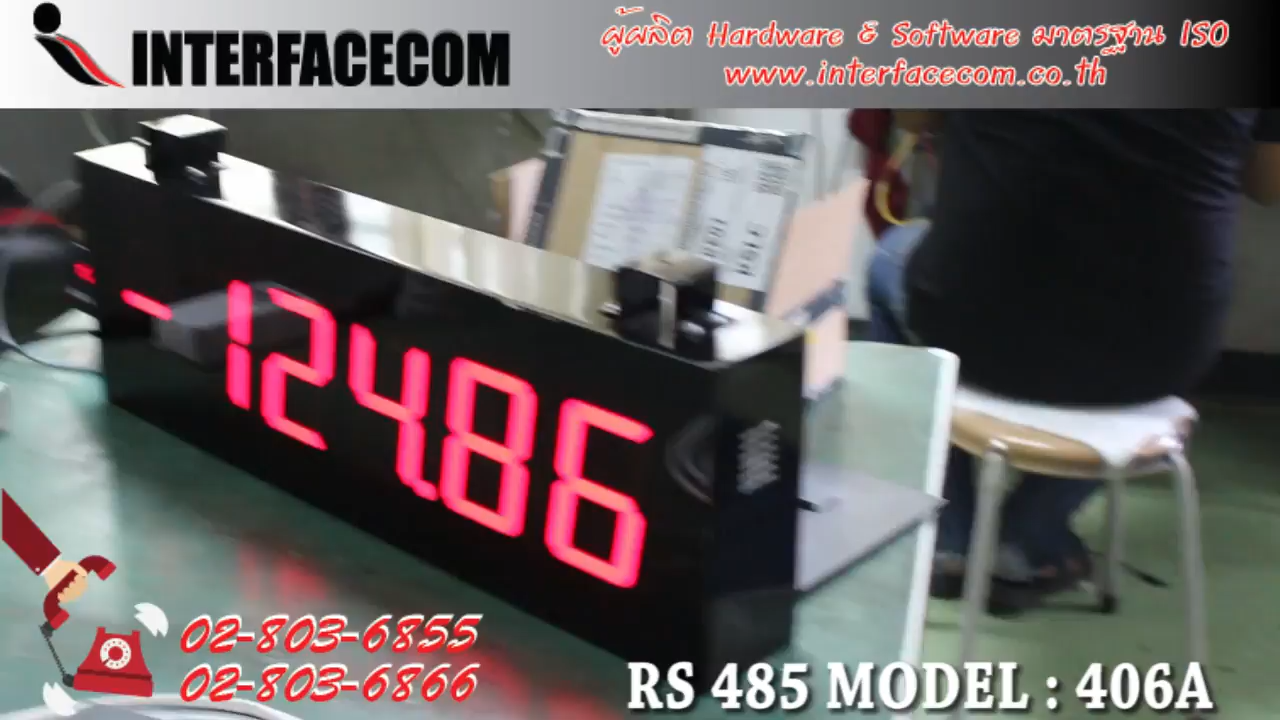 INTERFACECOM
ผู้ผลิต Hardware & Software มาตรฐาน ISO
www.interfacecom.co.th
-124.86
02-803-6855
02-803-6866
RS 485 MODEL : 406A